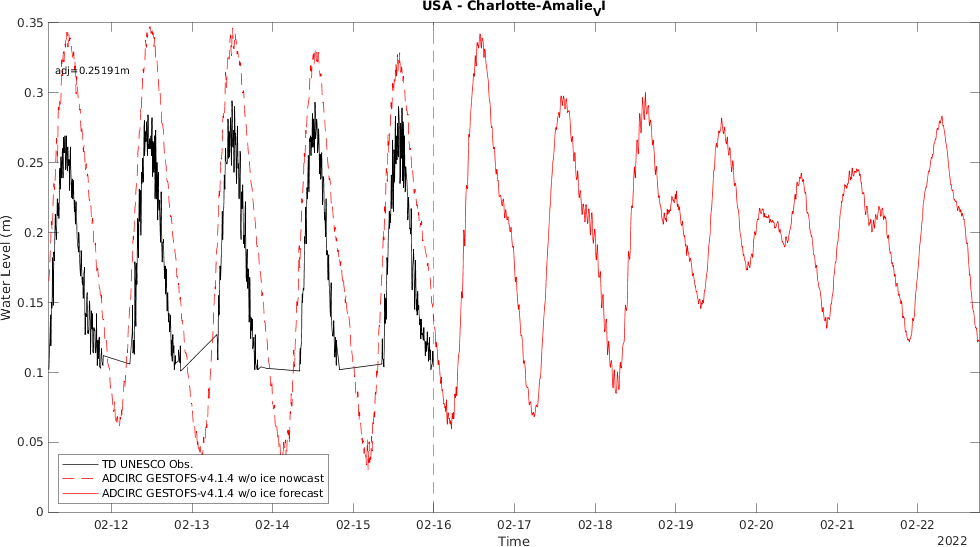 USA - Charlotte-Amalie_VI
adj=0.25191m
Water Level (m)
0.35
0.3
0.25
0.2
0.15
0.1
0.05
0
TD UNESCO Obs.
ADCIRC GESTOFS-v4.1.4 w/o ice nowcast
ADCIRC GESTOFS-v4.1.4 w/o ice forecast
02-12 02-13 02-14 02-15 02-16 02-17 02-18 02-19 02-20 02-21 02-22
Time
2022